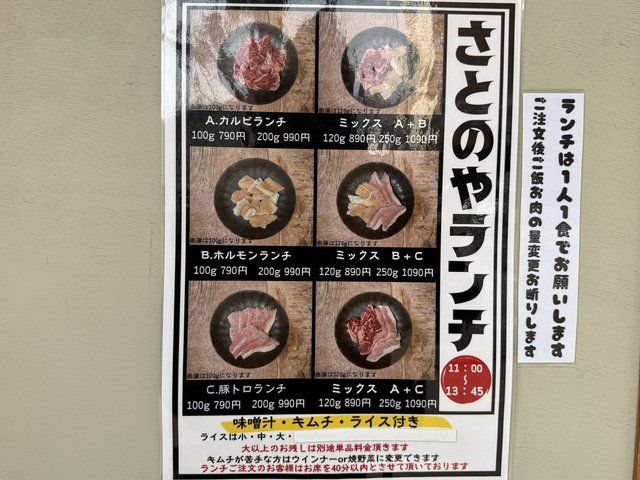 さとのやランチ
11:00
~
13:45
A.カルビランチ
100g 790円 200g 990円
ミックス A+B
120g 890円 250g 1090円
B.ホルモンランチ
100g 790円 200g 990円
ミックス B+C
120g 890円 250g 1090円
C.豚トロランチ
100g 790円 200g 990円
ミックス A+C
120g 890円 250g 1090円
味噌汁・キムチ・ライス付き
ライスは小・中・大・
大以上のお残しは別途単品料金頂きます
キムチが苦手な方はウインナーor焼野菜に変更できます
ランチご注文のお客様はお席を40分以内とさせて頂いております
ランチは1人1食でお願いします
ご注文後ご飯お肉の量変更お断りします